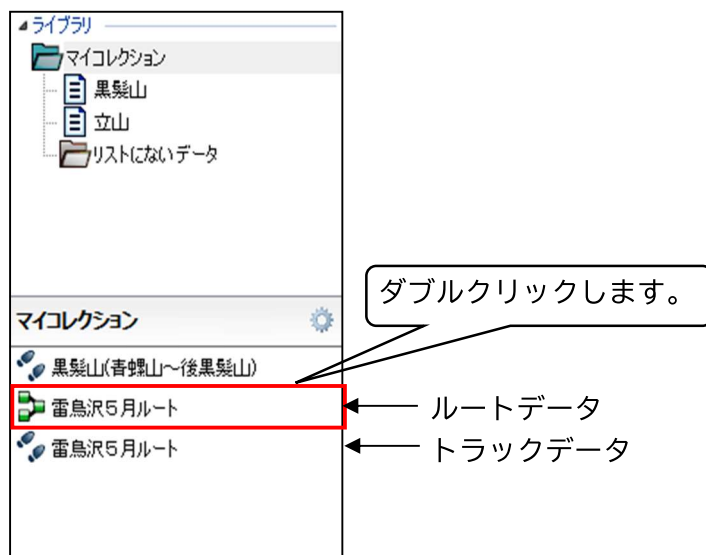 ライブラリ
マイコレクション
黒髪山
立山
リストにないデータ
マイコレクション
ダブルクリックします。
黒髪山(青螺山～後黒髪山)
雷鳥沢５月ルート
ルートデータ
雷鳥沢５月ルート
トラックデータ